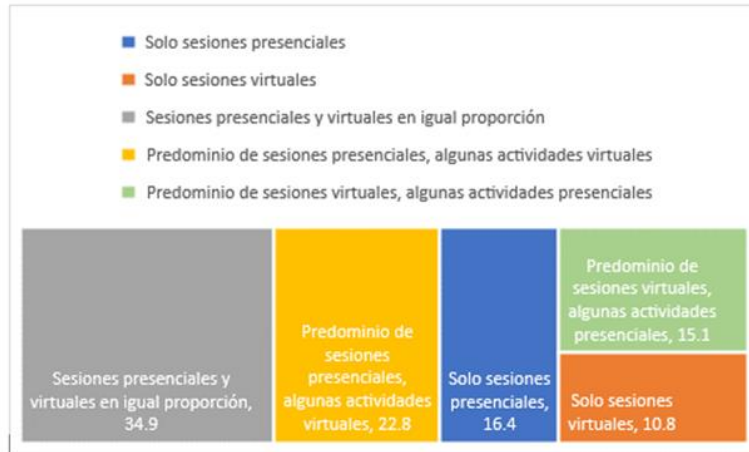 Solo sesiones presenciales
Solo sesiones virtuales
Sesiones presenciales y virtuales en igual proporción
Predominio de sesiones presenciales, algunas actividades virtuales
Predominio de sesiones virtuales, algunas actividades presenciales
Sesiones presenciales y
virtuales en igual proporción,
34.9
Predominio de
sesiones
presenciales,
algunas actividades
virtuales, 22.8
Solo sesiones
presenciales,
16.4
Predominio de
sesiones virtuales,
algunas actividades
presenciales, 15.1
Solo sesiones
virtuales, 10.8